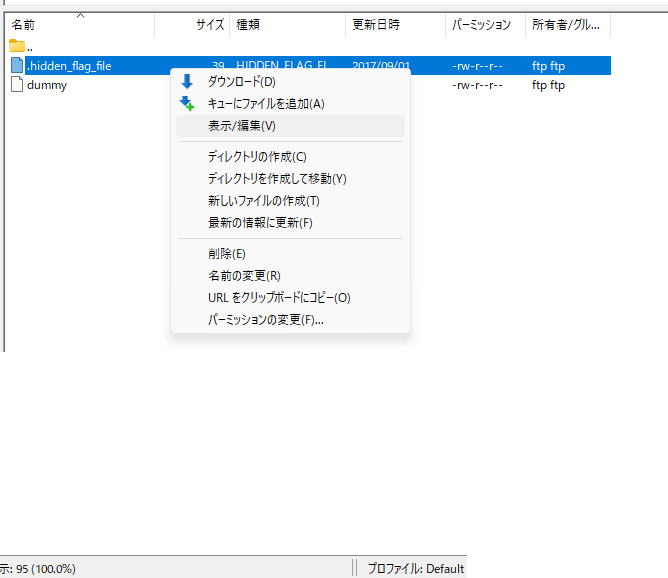 名前 サイズ 種類 更新日時 パーミッション 所有者/グル...
..
.hidden_flag_file 39 HIDDEN_FLAG_FI... 2017/09/01 -rw-r--r-- ftp ftp
dummy -rw-r--r-- ftp ftp
ダウンロード(D)
キューにファイルを追加(A)
表示/編集(V)
ディレクトリの作成(C)
ディレクトリを作成して移動(Y)
新しいファイルの作成(T)
最新の情報に更新(F)
削除(E)
名前の変更(R)
URL をクリップボードにコピー(O)
パーミッションの変更(F)...
示: 95 (100.0%) プロファイル: Default